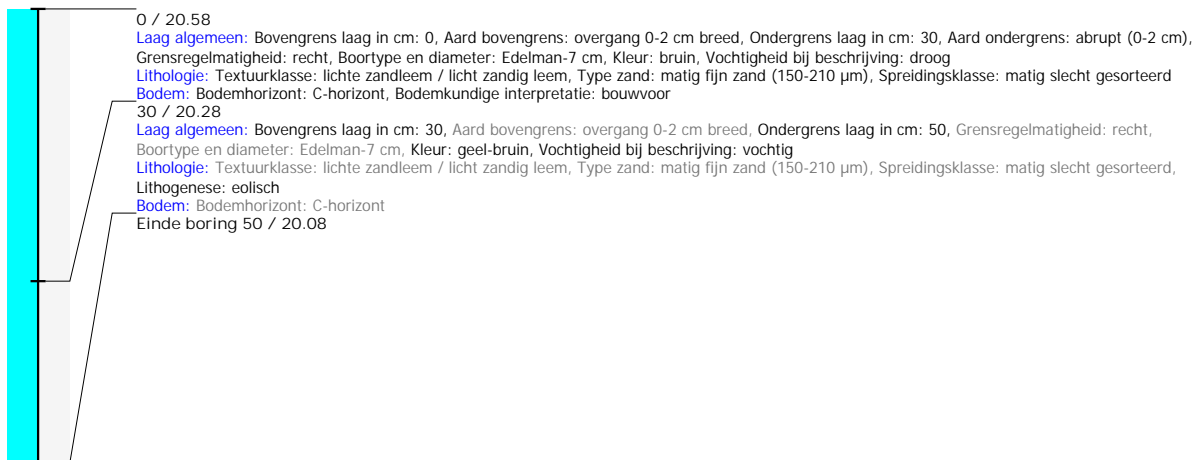 0 / 20.58
Laag algemeen: Bovengrens laag in cm: 0, Aard bovengrens: overgang 0-2 cm breed, Ondergrens laag in cm: 30, Aard ondergrens: abrupt (0-2 cm),
Grensregelmatigheid: recht, Boortype en diameter: Edelman-7 cm, Kleur: bruin, Vochtigheid bij beschrijving: droog
Lithologie: Textuurklasse: lichte zandleem / licht zandig leem, Type zand: matig fijn zand (150-210 µm), Spreidingsklasse: matig slecht gesorteerd
Bodem: Bodemhorizont: C-horizont, Bodemkundige interpretatie: bouwvoor
30 / 20.28
Laag algemeen: Bovengrens laag in cm: 30, Aard bovengrens: overgang 0-2 cm breed, Ondergrens laag in cm: 50, Grensregelmatigheid: recht,
Boortype en diameter: Edelman-7 cm, Kleur: geel-bruin, Vochtigheid bij beschrijving: vochtig
Lithologie: Textuurklasse: lichte zandleem / licht zandig leem, Type zand: matig fijn zand (150-210 µm), Spreidingsklasse: matig slecht gesorteerd,
Lithogenese: eolisch
Bodem: Bodemhorizont: C-horizont
Einde boring 50 / 20.08